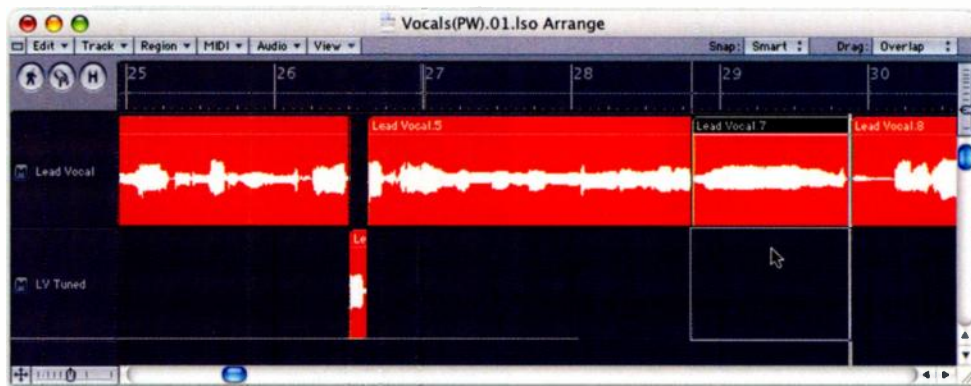 Vocals(PW).01.lso Arrange
Edit Track Region MIDI Audio View Snap: Smart Drag: Overlap
H 25 26 27 28 29 30
Lead Vocal.5 Lead Vocal.7 Lead Vocal.8
Lead Vocal
Le
LV Tuned